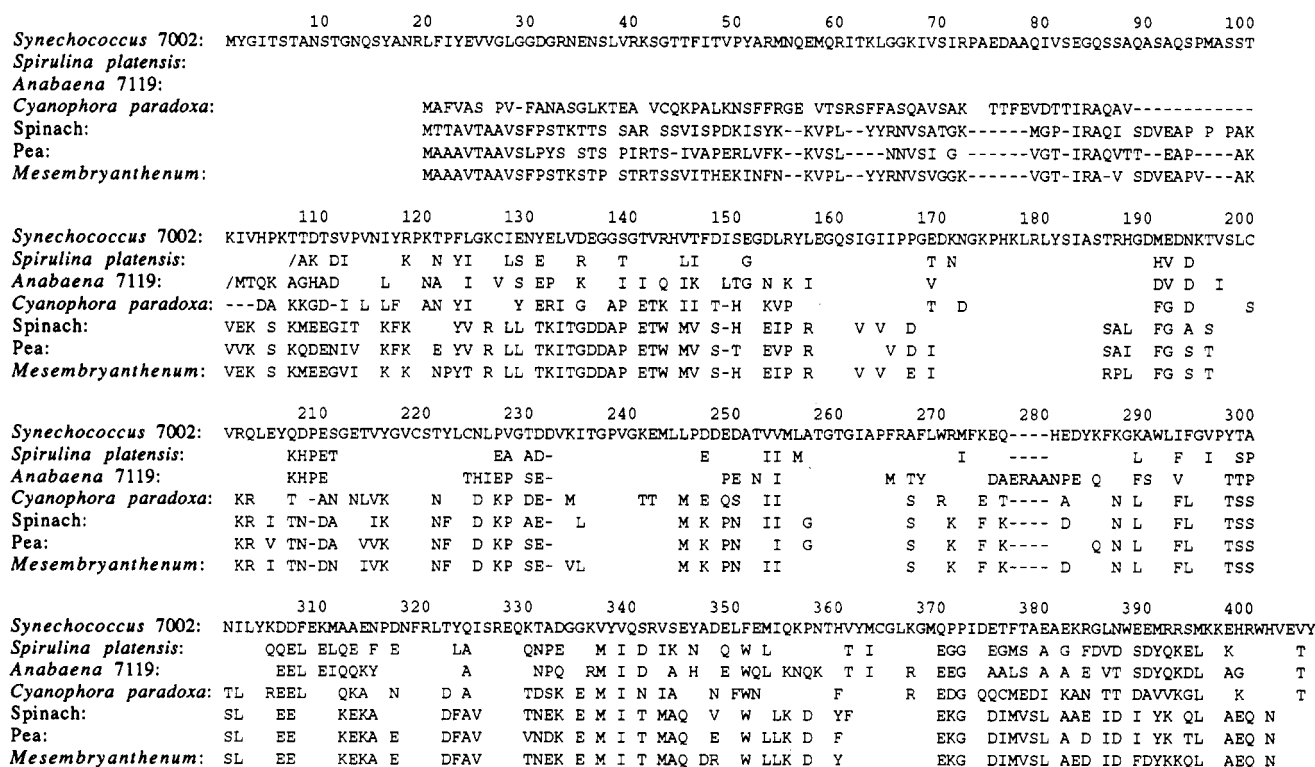 10 20 30 40 50 60 70 80 90 100
Synechococcus 7002: MYGITSTANSTGNQSYANRLFIYEVVGLGGDGRNENSLVRKSGTTFITVPYARMNQEMQRITKLGGKIVSIRPAEDAAQIVSEGQSSAQASAQSPMASST
Spirulina platensis:
Anabaena 7119:
Cyanophora paradoxa: MAFVAS PV-FANASGLKTEA VCQKPALKNSFFRGE VTSRSFFASQAVSAK TTFEVDTTIRAQAV------------
Spinach: MTTAVTAAVSFPSTKTTS SAR SSVISPDKISYK--KVPL--YYRNVSATGK------MGP-IRAQI SDVEAP P PAK
Pea: MAAAVTAAVSLPYS STS PIRTS-IVAPERLVFK--KVSL----NNVSI G ------VGT-IRAQVTT--EAP----AK
Mesembryanthenum: MAAAVTAAVSFPSTKSTP STRTSSVITHEKINFN--KVPL--YYRNVSVGGK------VGT-IRA-V SDVEAPV---AK
110 120 130 140 150 160 170 180 190 200
Synechococcus 7002: KIVHPKTTDTSVPVNIYRPKTPFLGKCIENYELVDEGGSGTVRHVTFDISEGDLRYLEGQSIGIIPPGEDKNGKPHKLRLYSIASTRHGDMEDNKTVSLC
Spirulina platensis: /AK DI K N YI LS E R T LI G T N HV D
Anabaena 7119: /MTQK AGHAD L NA I V S EP K I I Q IK LTG N K I V DV D I
Cyanophora paradoxa: ---DA KKGD-I L LF AN YI Y ERI G AP ETK II T-H KVP T D FG D S
Spinach: VEK S KMEEGIT KFK YV R LL TKITGDDAP ETW MV S-H EIP R V V D SAL FG A S
Pea: VVK S KQDENIV KFK E YV R LL TKITGDDAP ETW MV S-T EVP R V D I SAI FG S T
Mesembryanthenum: VEK S KMEEGVI K K NPYT R LL TKITGDDAP ETW MV S-H EIP R V V E I RPL FG S T
210 220 230 240 250 260 270 280 290 300
Synechococcus 7002: VRQLEYQDPESGETVYGVCSTYLCNLPVGTDDVKITGPVGKEMLLPDDEDATVVMLATGTGIAPFRAFLWRMFKEQ----HEDYKFKGKAWLIFGVPYTA
Spirulina platensis: KHPET EA AD- E II M I ---- L F V SP
Anabaena 7119: KHPE THIEP SE- PE N I M TY DAERAANPE Q FS V TTP
Cyanophora paradoxa: KR T -AN NLVK N D KP DE- M TT M E QS II S R E T---- A N L FL TSS
Spinach: KR I TN-DA IK NF D KP AE- L M K PN II G S K F K---- D N L FL TSS
Pea: KR V TN-DA VVK NF D KP SE- M K PN I G S K F K---- Q N L FL TSS
Mesembryanthenum: KR I TN-DN IVK NF D KP SE- VL M K PN II S K F K---- D N L FL TSS
310 320 330 340 350 360 370 380 390 400
Synechococcus 7002: NILYKDDFEKMAAENPDNFRLTYQISREQKTADGGKVYVQSRVSEYADELFEMIQKPNTHVYMCGLKGMQPPIDETFTAEAEKRGLNWEEMRRSMKKEHRWHVEVY
Spirulina platensis: QQEL ELQE F E LA QNPE M I D IK N Q W L T I EGG EGMS A G FDVD SDYQKEL K T
Anabaena 7119: EEL EIQQKY A NPQ RM I D A H E WQL KNQK T I R EEG AALS A A E VT SDYQKDL AG T
Cyanophora paradoxa: TL REEL QKA N D A TDSK E M I N IA N FWN F R EDG QQCMEDI KAN TT DAVVKGL K T
Spinach: SL EE KEKA DFAV TNEK E M I T MAQ V W LK D YF EKG DIMVSL AAE ID I YK QL AEQ N
Pea: SL EE KEKA E DFAV VNDK E M I T MAQ E W LLK D F EKG DIMVSL A D ID IDYK TL AEQ N
Mesembryanthenum: SL EE KEKA E DFAV TNEK E M I T MAQ DR W LLK D Y EKG DIMVSL AED ID FDYKKQL AEQ N